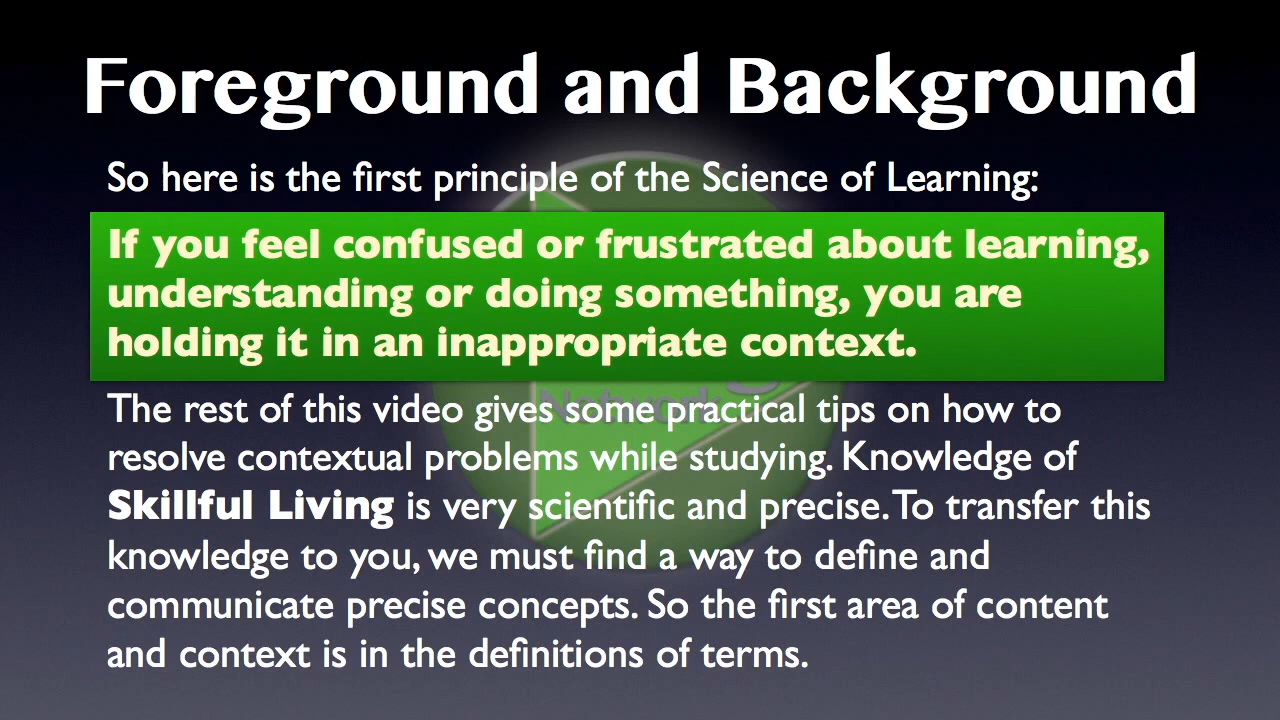 Foreground and Background
So here is the first principle of the Science of Learning:
If you feel confused or frustrated about learning,
understanding or doing something, you are
holding it in an inappropriate context.
The rest of this video gives some practical tips on how to
resolve contextual problems while studying. Knowledge of
Skillful Living is very scientific and precise. To transfer this
knowledge to you, we must find a way to define and
communicate precise concepts. So the first area of content
and context is in the definitions of terms.
Network